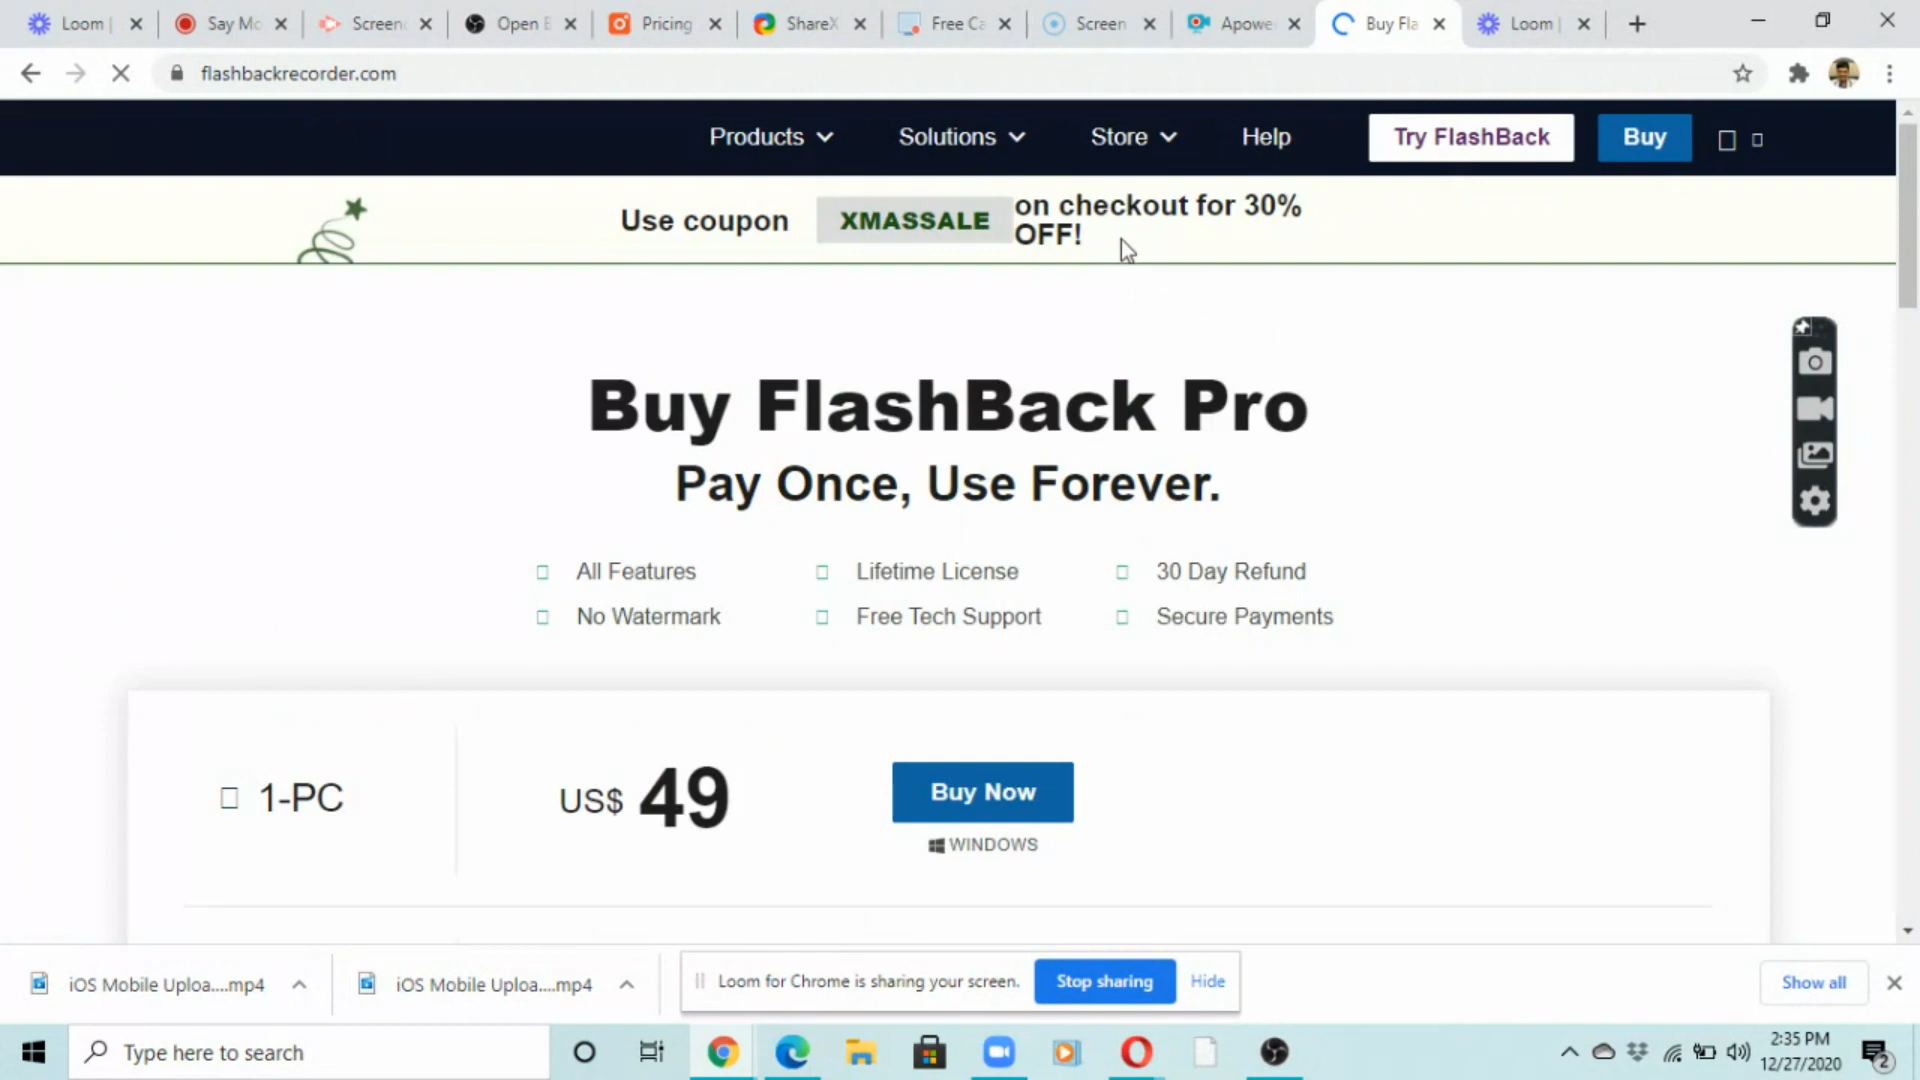 Loom |
Say Mo
Screenc
Open B
Pricing
ShareX
Free Ca
Screen
Apowe
Buy Fla
Loom |
flashbackrecorder.com
Products
Solutions
Store
Help
Try FlashBack
Buy
Use coupon
XMASSALE
on checkout for 30%
OFF!
Buy FlashBack Pro
Pay Once, Use Forever.
All Features
Lifetime License
30 Day Refund
No Watermark
Free Tech Support
Secure Payments
1-PC
US$ 49
Buy Now
WINDOWS
iOS Mobile Uploa....mp4
iOS Mobile Uploa....mp4
Loom for Chrome is sharing your screen.
Stop sharing
Hide
Show all
Type here to search
2:35 PM
12/27/2020
2